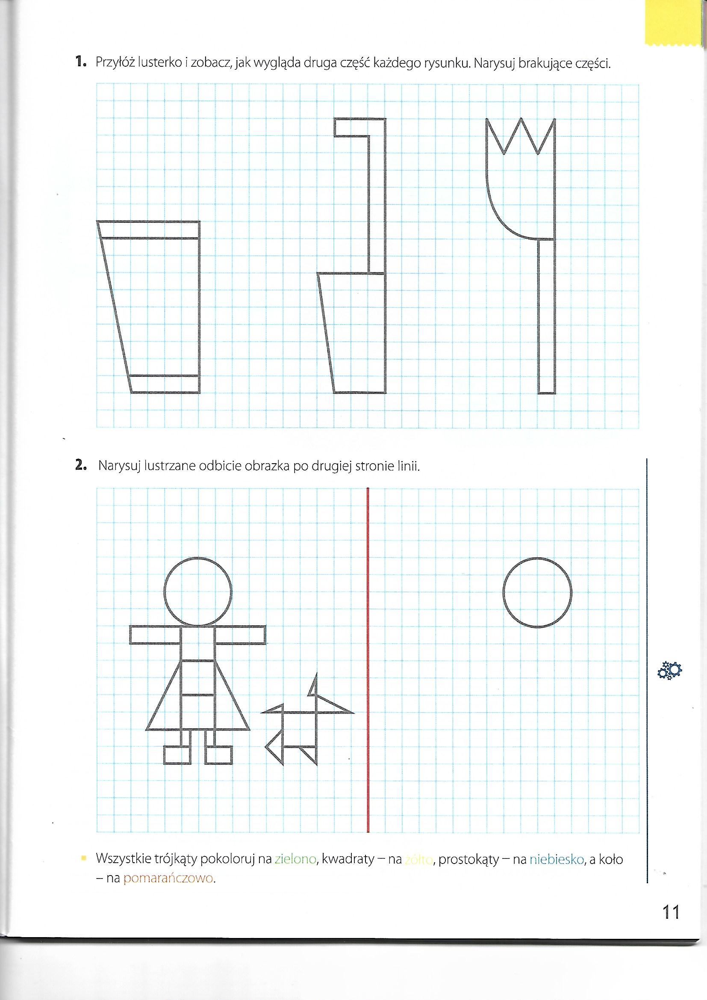 1. Przyłóż lusterko i zobacz, jak wygląda druga część każdego rysunku. Narysuj brakujące części.
2. Narysuj lustrzane odbicie obrazka po drugiej stronie linii.
Wszystkie trójkąty pokoloruj na zielono, kwadraty – na żółto, prostokąty – na niebiesko, a koło
– na pomarańczowo.
11